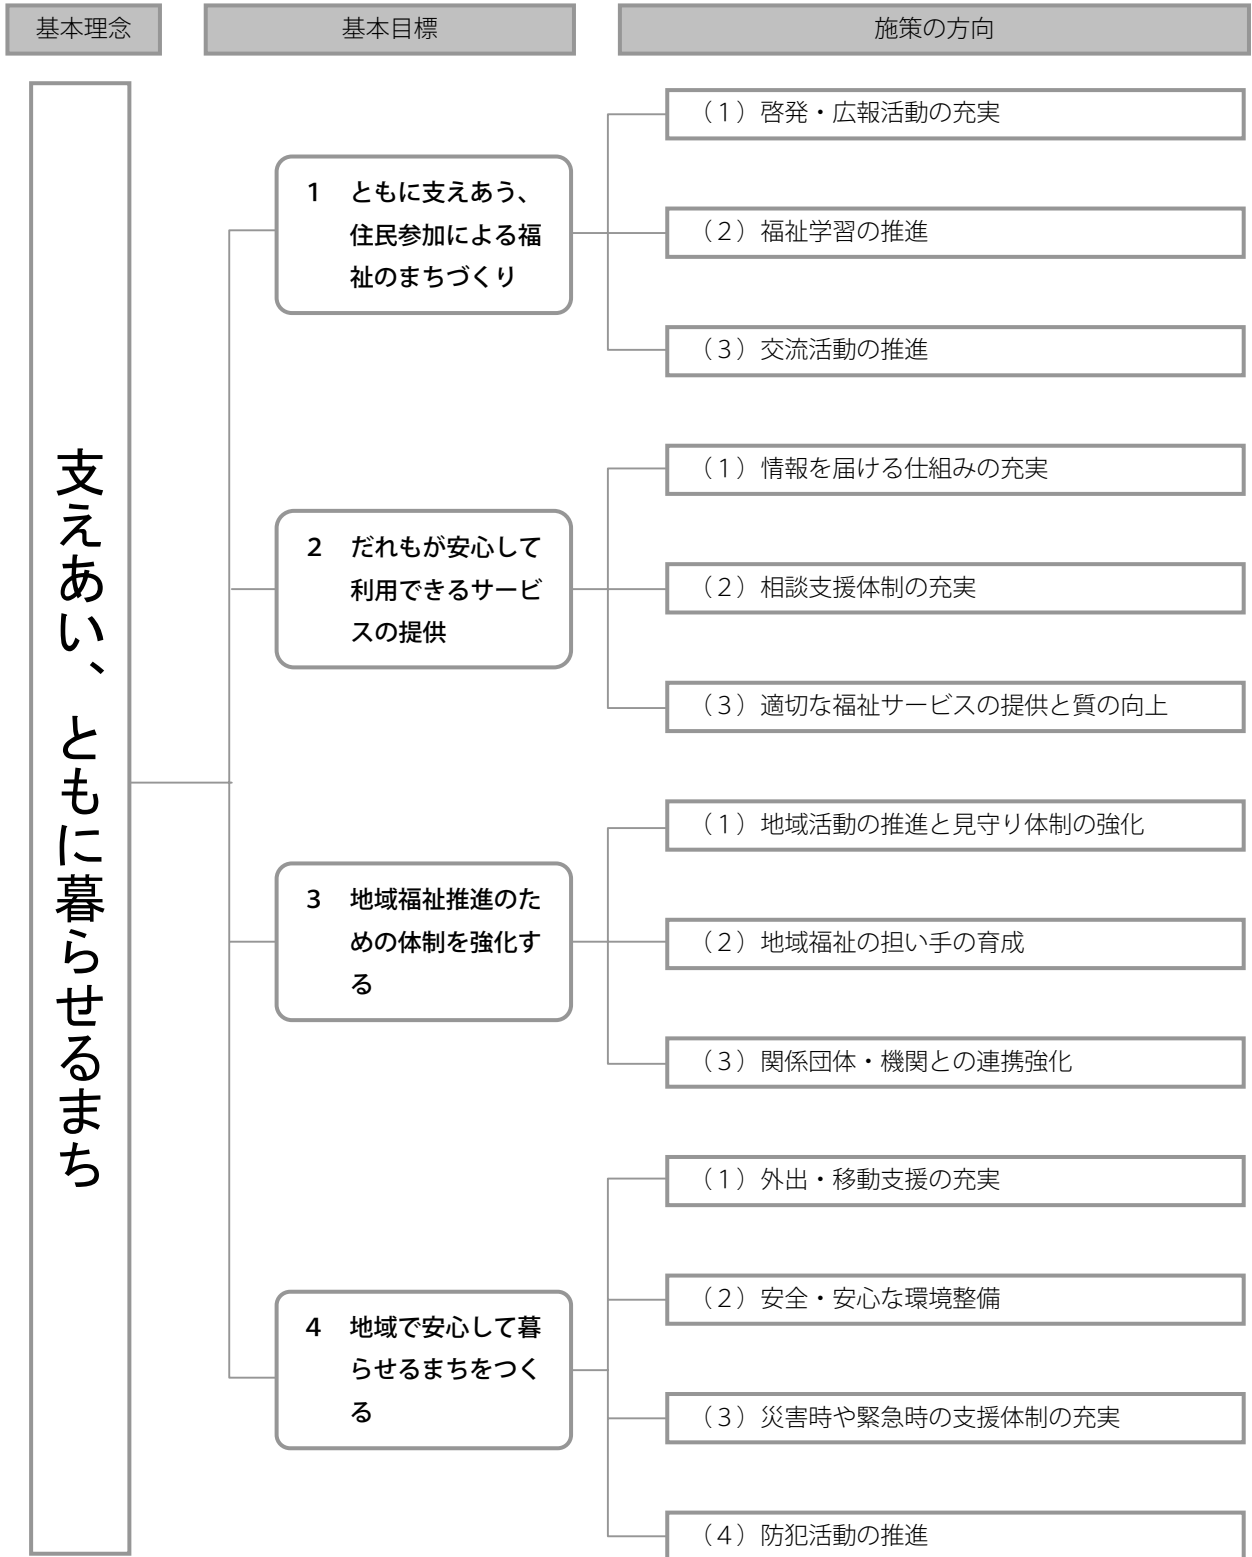 基本理念
基本目標
施策の方向
支えあい、ともに暮らせるまち
1 ともに支えあう、
住民参加による福
祉のまちづくり
(1)啓発・広報活動の充実
(2)福祉学習の推進
(3)交流活動の推進
2 だれもが安心して
利用できるサービ
スの提供
(1)情報を届ける仕組みの充実
(2)相談支援体制の充実
(3)適切な福祉サービスの提供と質の向上
3 地域福祉推進のた
めの体制を強化す
る
(1)地域活動の推進と見守り体制の強化
(2)地域福祉の担い手の育成
(3)関係団体・機関との連携強化
4 地域で安心して暮
らせるまちをつく
る
(1)外出・移動支援の充実
(2)安全・安心な環境整備
(3)災害時や緊急時の支援体制の充実
(4)防犯活動の推進